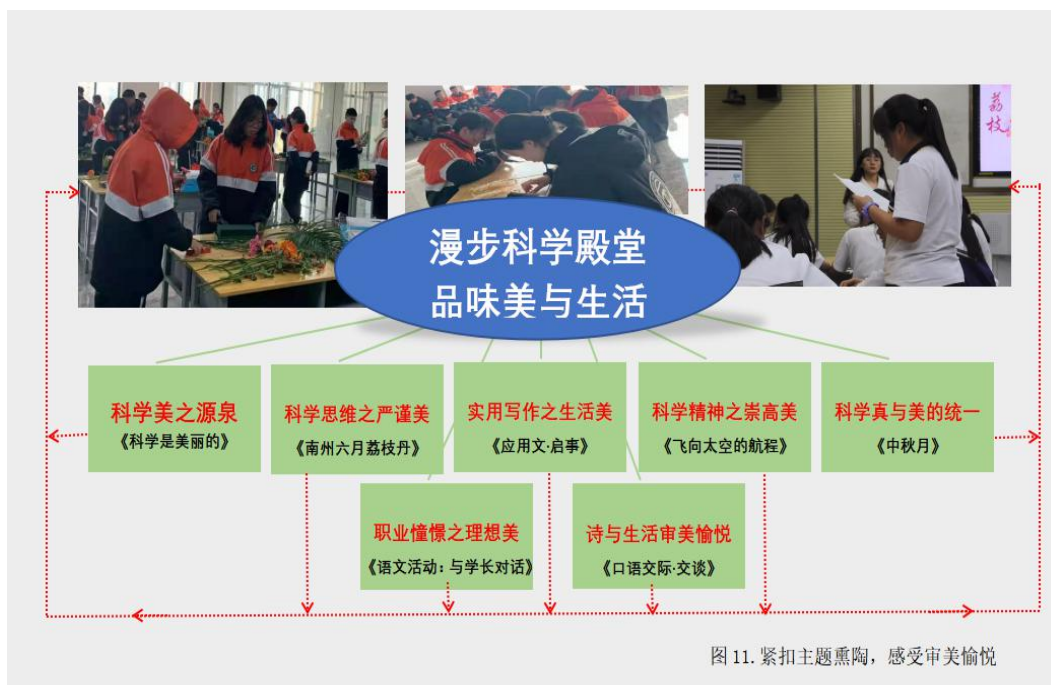 荔
枝
漫步科学殿堂
品味美与生活
科学美之源泉
《科学是美丽的》
科学思维之严谨美
《南州六月荔枝丹》
实用写作之生活美
《应用文·启事》
科学精神之崇高美
《飞向太空的航程》
科学真与美的统一
《中秋月》
职业憧憬之理想美
《语文活动：与学长对话》
诗与生活审美愉悦
《口语交际·交谈》
图 11.紧扣主题熏陶，感受审美愉悦